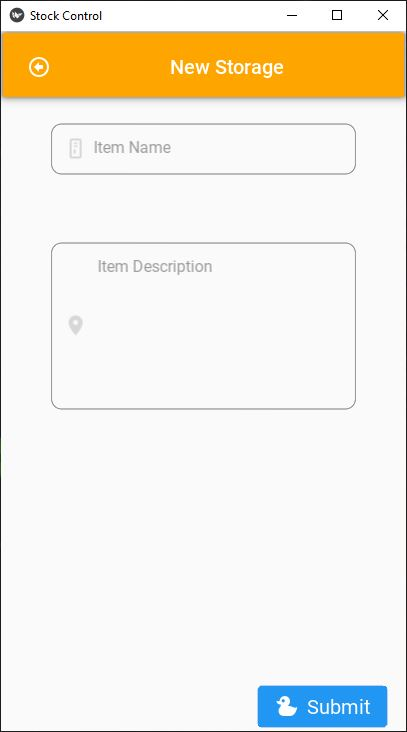 Stock Control
New Storage
Item Name
Item Description
Submit